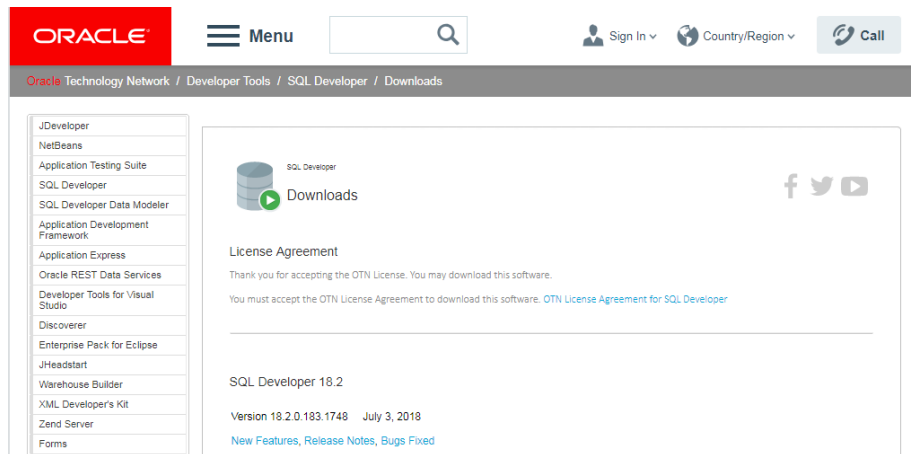 ORACLE
Menu
Sign In
Country/Region
Call
Oracle Technology Network / Developer Tools / SQL Developer / Downloads
JDeveloper
NetBeans
Application Testing Suite
SQL Developer
SQL Developer Data Modeler
Application Development
Framework
Application Express
Oracle REST Data Services
Developer Tools for Visual
Studio
Discoverer
Enterprise Pack for Eclipse
JHeadstart
Warehouse Builder
XML Developer's Kit
Zend Server
Forms
SQL Developer
Downloads
License Agreement
Thank you for accepting the OTN License. You may download this software.
You must accept the OTN License Agreement to download this software. OTN License Agreement for SQL Developer
SQL Developer 18.2
Version 18.2.0.183.1748 July 3, 2018
New Features, Release Notes, Bugs Fixed